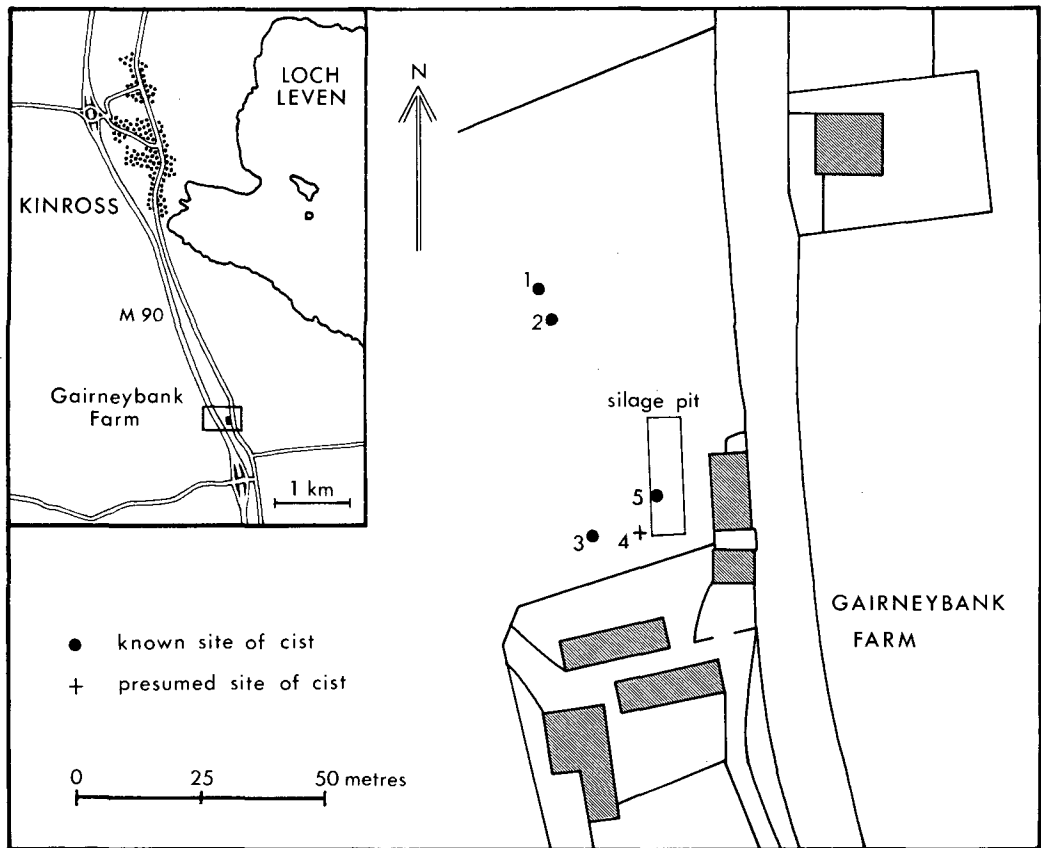 LOCH
LEVEN
KINROSS
M 90
Gairneybank
Farm
1 km
N
1
2
silage pit
5
3
4
GAIRNEYBANK
FARM
known site of cist
presumed site of cist
0 25 50 metres